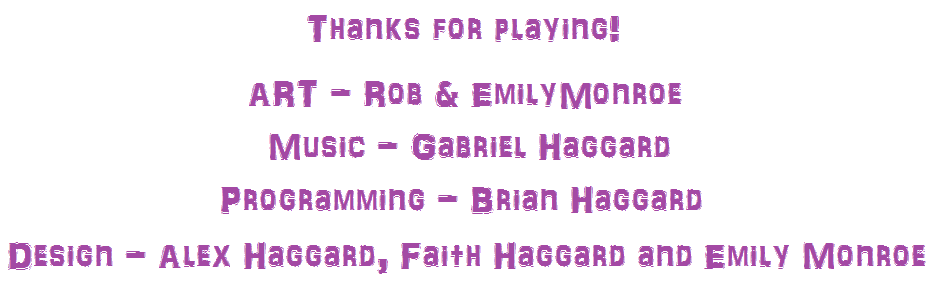 Thanks for playing!
ART - Rob & EmilyMonroe
Music - Gabriel Haggard
Programming - Brian Haggard
Design - Alex Haggard, Faith Haggard and Emily Monroe